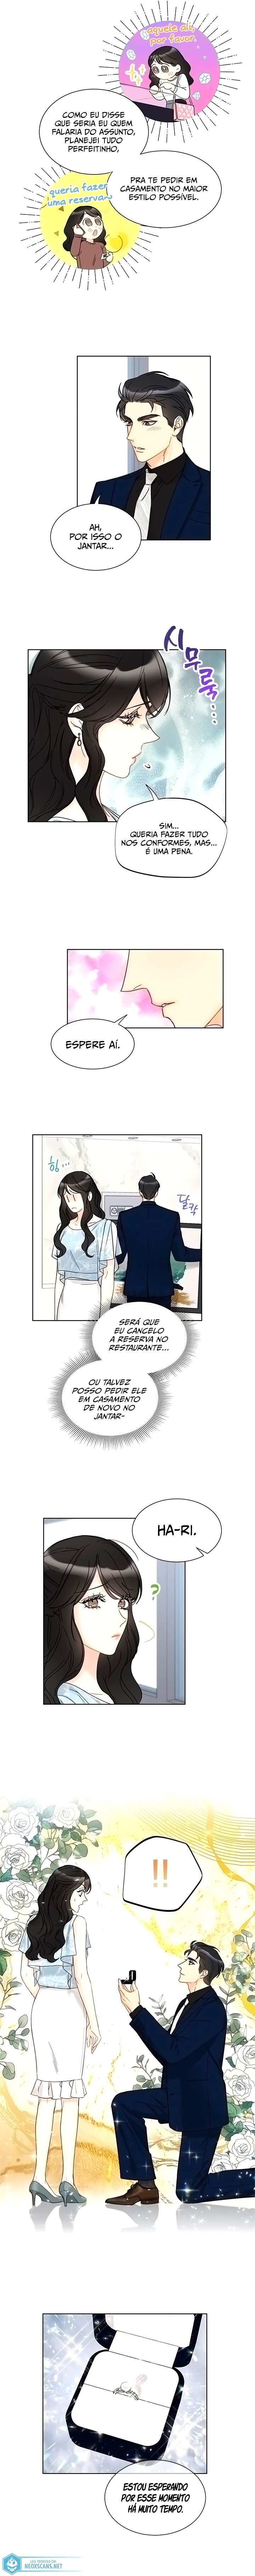 aquele ali,
por favor.
COMO EU DISSE
QUE SERIA EU QUEM
FALARIA DO ASSUNTO,
PLANEJEI TUDO
PERFEITINHO,
PRA TE PEDIR EM
CASAMENTO NO MAIOR
ESTILO POSSÍVEL.
queria fazer
uma reserva~
AH,
POR ISSO O
JANTAR...
시무룩...
SIM...
QUERIA FAZER TUDO
NOS CONFORMES, MAS...
É UMA PENA.
ESPERE AÍ.
힝...
달칵
SERÁ QUE
EU CANCELO
A RESERVA NO
RESTAURANTE...
OU TALVEZ
POSSO PEDIR ELE
EM CASAMENTO
DE NOVO NO
JANTAR-
HA-RI.
?
!!
ESTOU ESPERANDO
POR ESSE MOMENTO
HÁ MUITO TEMPO.
LEIA PRIMEIRO EM:
NEOXSCANS.NET